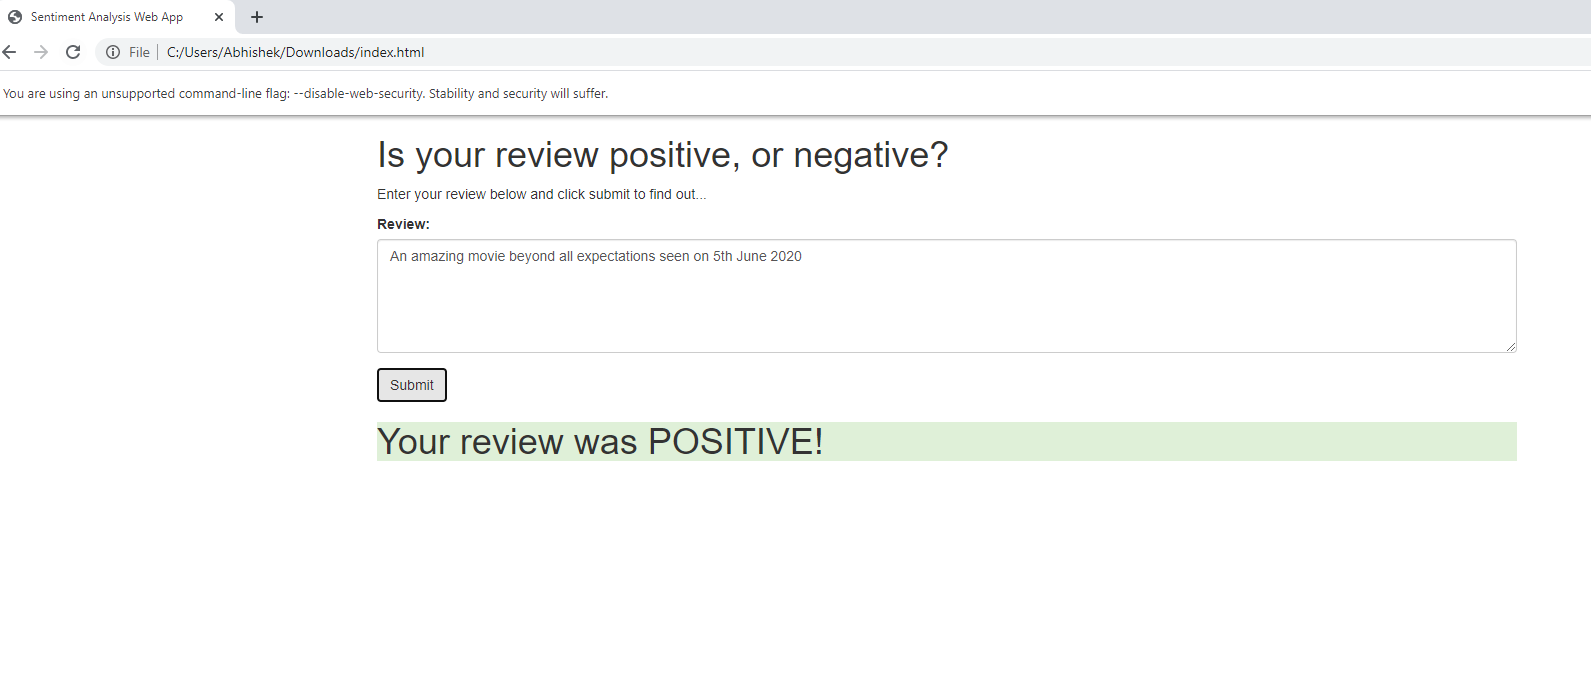 Sentiment Analysis Web App
File C:/Users/Abhishek/Downloads/index.html
You are using an unsupported command-line flag: --disable-web-security. Stability and security will suffer.
Is your review positive, or negative?
Enter your review below and click submit to find out...
Review:
An amazing movie beyond all expectations seen on 5th June 2020
Submit
Your review was POSITIVE!